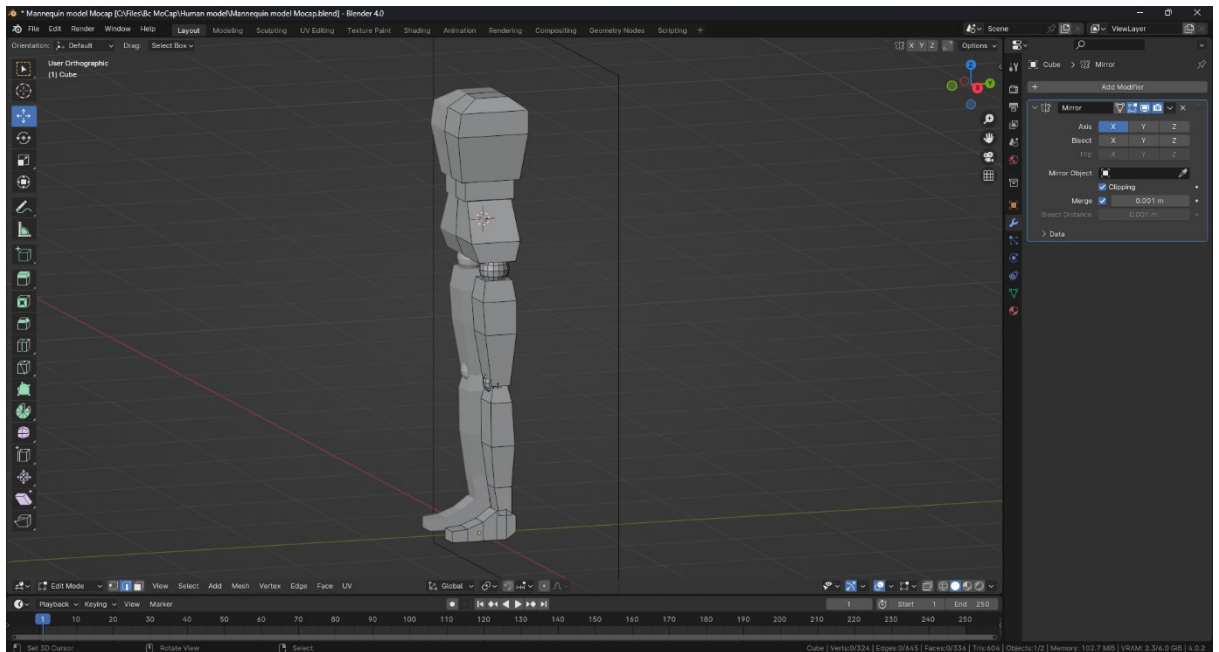 * Mannequin model Mocap [C:\Files\Bc MoCap\Human model\Mannequin model Mocap.blend] - Blender 4.0
File Edit Render Window Help Layout Modeling Sculpting UV Editing Texture Paint Shading Animation Rendering Compositing Geometry Nodes Scripting + Scene ViewLayer
Orientation: Default Drag: Select Box X Y Z Options
User Orthographic
(1) Cube
Z
Y
X
Cube > Mirror
+ Add Modifier
Mirror
Axis X Y Z
Bisect X Y Z
Flip X Y Z
Mirror Object
Clipping
Merge 0.001 m
Bisect Distance 0.001 m
> Data
Edit Mode View Select Add Mesh Vertex Edge Face UV Global
Playback Keying View Marker 1 Start 1 End 250
1 10 20 30 40 50 60 70 80 90 100 110 120 130 140 150 160 170 180 190 200 210 220 230 240 250
Set 3D Cursor Rotate View Select Cube | Verts:0/324 | Edges:0/645 | Faces:0/334 | Tris:604 | Objects:1/2 | Memory: 102.7 MiB | VRAM: 2.3/6.0 GiB | 4.0.2